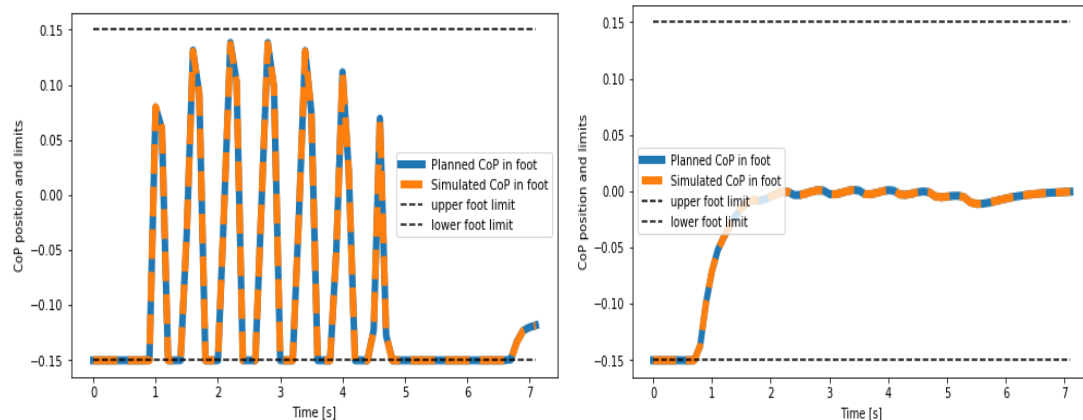 0.15
0.10
0.05
0.00
−0.05
−0.10
−0.15
CoP position and limits
Planned CoP in foot
Simulated CoP in foot
upper foot limit
lower foot limit
0 1 2 3 4 5 6 7
Time [s]
0.15
0.10
0.05
0.00
−0.05
−0.10
−0.15
CoP position and limits
Planned CoP in foot
Simulated CoP in foot
upper foot limit
lower foot limit
0 1 2 3 4 5 6 7
Time [s]